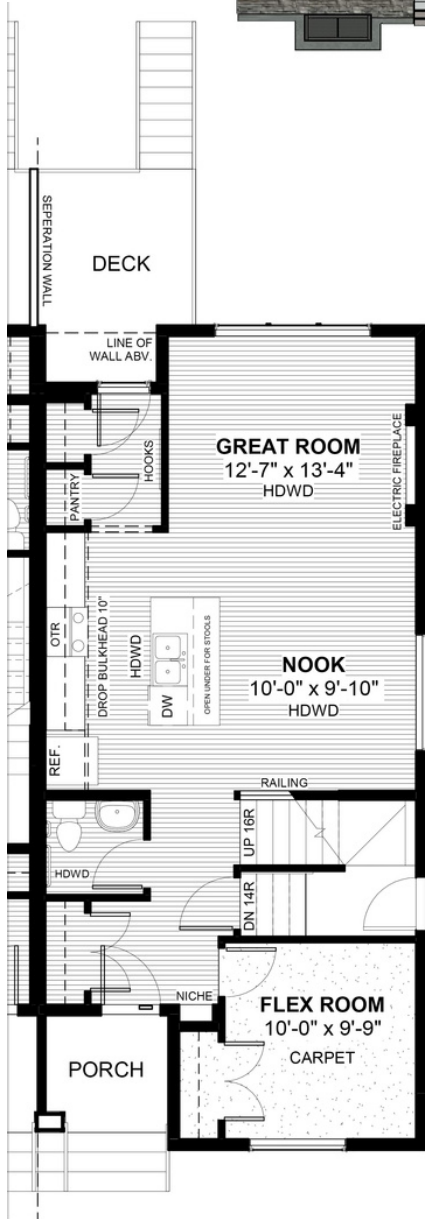 SEPERATION WALL
DECK
LINE OF
WALL ABV.
HOOKS
PANTRY
GREAT ROOM
12'-7" x 13'-4"
HDWD
ELECTRIC FIREPLACE
OTR
DROP BULKHEAD 10"
HDWD
DW
OPEN UNDER FOR STOOLS
NOOK
10'-0" x 9'-10"
HDWD
REF.
RAILING
UP 16R
HDWD
DN 14R
NICHE
FLEX ROOM
10'-0" x 9'-9"
CARPET
PORCH